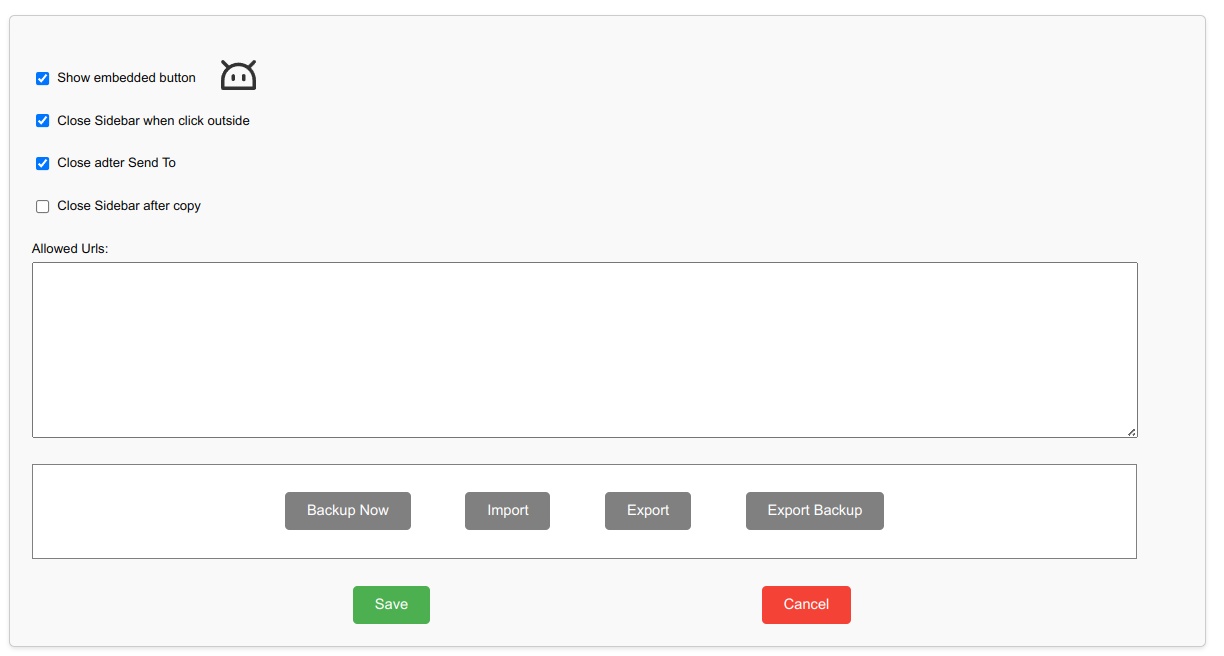 Show embedded button
Close Sidebar when click outside
Close adter Send To
Close Sidebar after copy
Allowed Urls:
Backup Now Import Export Export Backup
Save Cancel